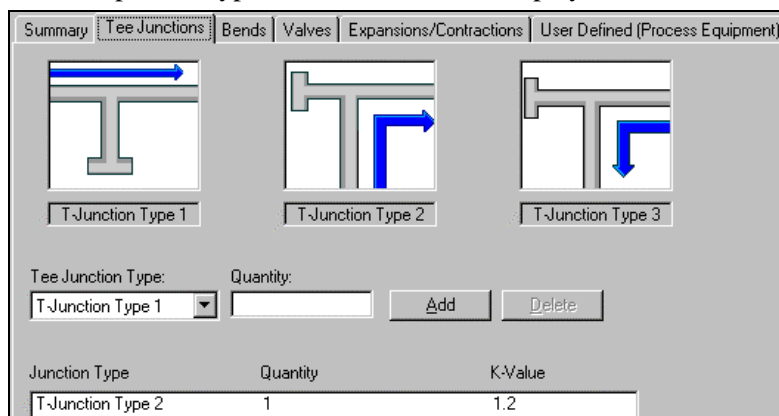 Summary Tee Junctions Bends Valves Expansions/Contractions User Defined (Process Equipment)
T-Junction Type 1 T-Junction Type 2 T-Junction Type 3
Tee Junction Type: Quantity:
T-Junction Type 1 Add Delete
Junction Type Quantity K-Value
T-Junction Type 2 1 1.2